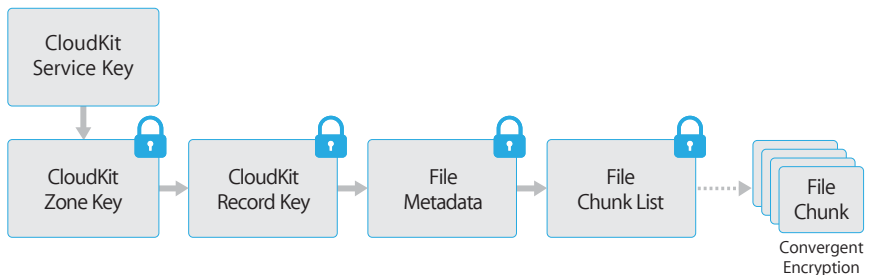 CloudKit
Service Key
CloudKit
Zone Key
CloudKit
Record Key
File
Metadata
File
Chunk List
File
Chunk
Convergent
Encryption